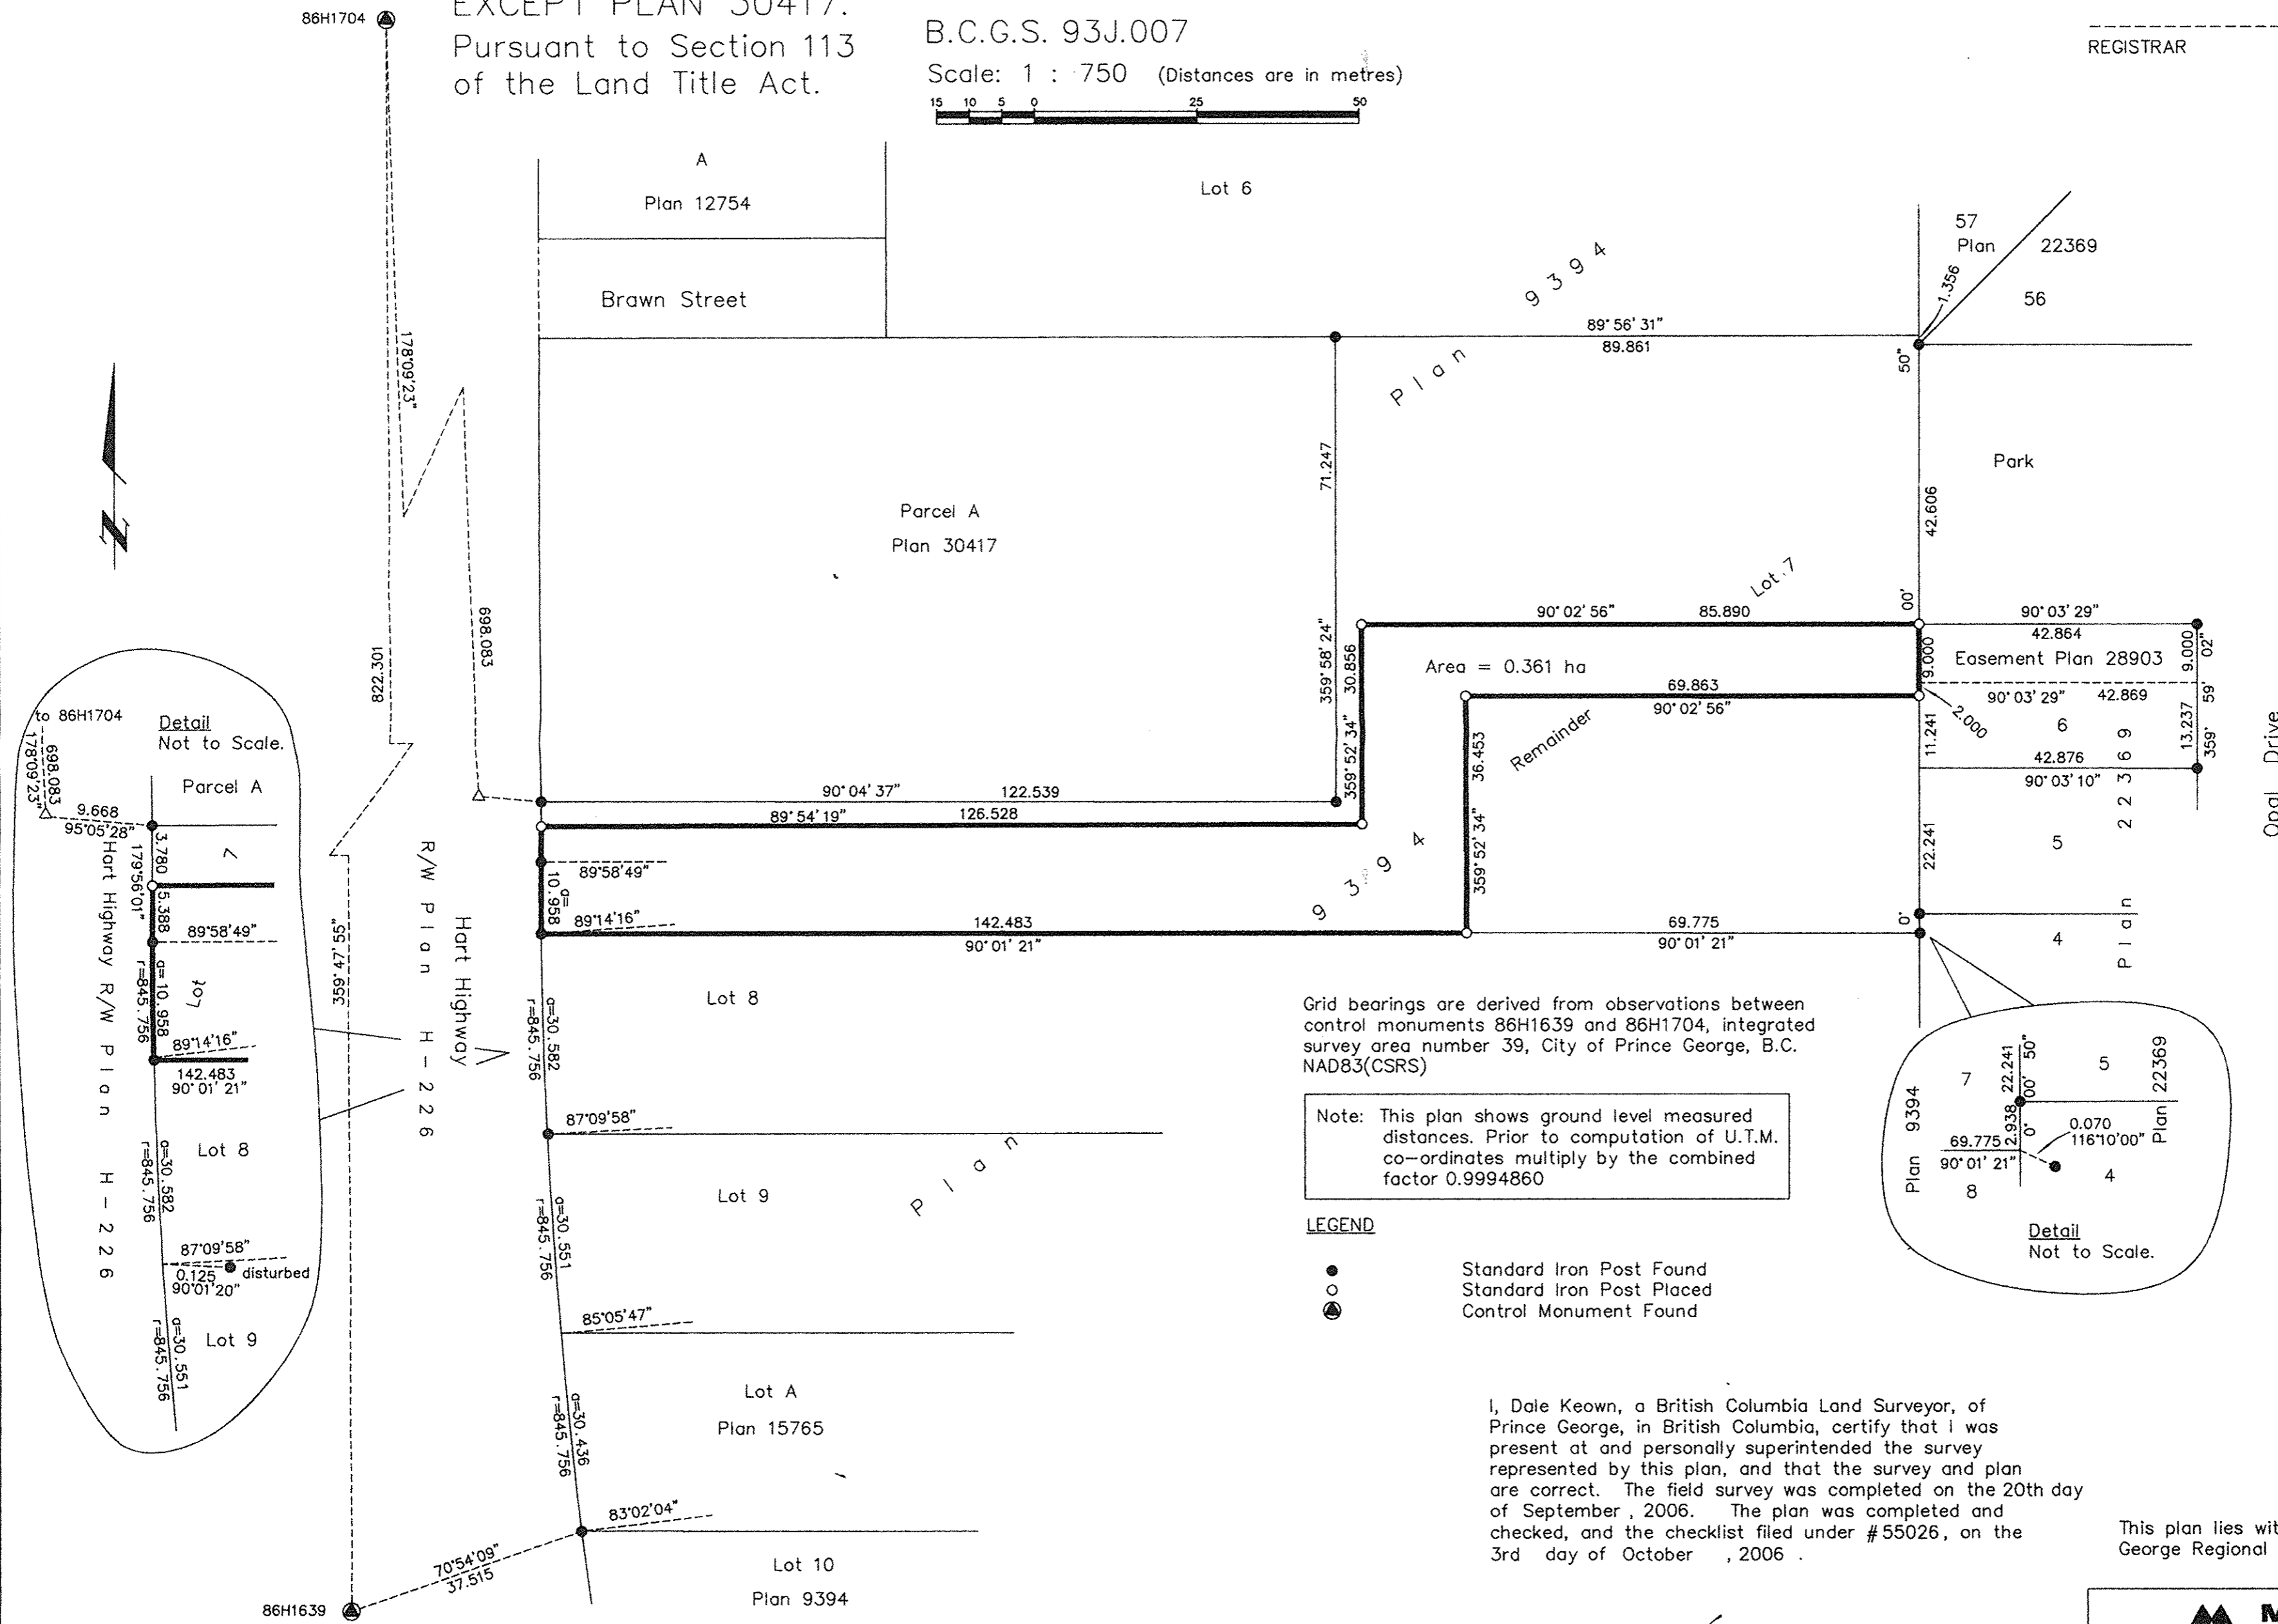 86H1704
EXCEPT PLAN 30417.
Pursuant to Section 113
of the Land Title Act.
B.C.G.S. 93J.007
Scale: 1 : 750 (Distances are in metres)
15 10 5 0 25 50
REGISTRAR
A
Plan 12754
Lot 6
Brawn Street
57
Plan 22369
56
1.356
Plan 9394
89°56'31"
89.861
50"
178°09'23"
822.301
698.083
71.247
359°58'24"
Parcel A
Plan 30417
Park
42.606
00'
Lot 7
90°02'56" 85.890
30.856
359°52'34"
Area = 0.361 ha
69.863
90°02'56"
Remainder
36.453
359°52'34"
9.000
2.000
11.241
22.241
0'
90°03'29"
42.864
Easement Plan 28903
90°03'29" 42.869
9.000
359° 59' 02"
13.237
6
42.876
90°03'10"
5
4
Plan 22369
Opal Drive
90°04'37" 122.539
89°54'19" 126.528
89°58'49"
a=
10.958
89°14'16"
142.483
90°01'21"
9394
69.775
90°01'21"
N
to 86H1704
Detail
Not to Scale.
698.083
178°09'23"
Parcel A
9.668
95°05'28"
3.780
179°56'01"
7
5.388
89°58'49"
a=10.958
r=845.756
Lot
89°14'16"
142.483
90°01'21"
Hart Highway R/W Plan H-226
Lot 8
a=30.582
r=845.756
87°09'58"
0.125 disturbed
90°01'20"
a=30.551
r=845.756
Lot 9
359°47'55"
R/W Plan H-226
Hart Highway
Lot 8
a=30.582
r=845.756
87°09'58"
Lot 9
Plan
a=30.551
r=845.756
85°05'47"
Lot A
Plan 15765
a=30.436
r=845.756
83°02'04"
70°54'09"
37.515
Lot 10
Plan 9394
86H1639
Grid bearings are derived from observations between
control monuments 86H1639 and 86H1704, integrated
survey area number 39, City of Prince George, B.C.
NAD83(CSRS)
Note: This plan shows ground level measured
distances. Prior to computation of U.T.M.
co-ordinates multiply by the combined
factor 0.9994860
LEGEND
Standard Iron Post Found
Standard Iron Post Placed
Control Monument Found
Plan 9394
7
22.241
00' 50"
5
Plan 22369
2.938
0'
0.070
116°10'00"
69.775
90°01'21"
8
4
Detail
Not to Scale.
I, Dale Keown, a British Columbia Land Surveyor, of
Prince George, in British Columbia, certify that I was
present at and personally superintended the survey
represented by this plan, and that the survey and plan
are correct. The field survey was completed on the 20th day
of September , 2006. The plan was completed and
checked, and the checklist filed under #55026, on the
3rd day of October , 2006 .
This plan lies wit
George Regional